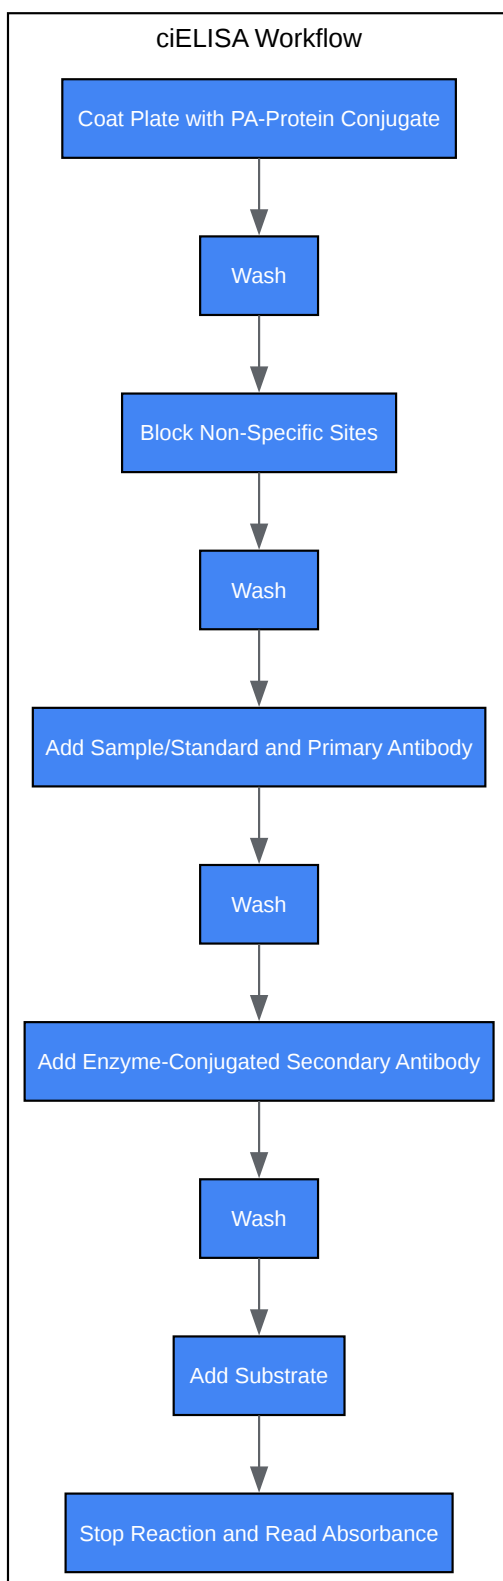 ciELISA Workflow
Coat Plate with PA-Protein Conjugate
Wash
Block Non-Specific Sites
Wash
Add Sample/Standard and Primary Antibody
Wash
Add Enzyme-Conjugated Secondary Antibody
Wash
Add Substrate
Stop Reaction and Read Absorbance